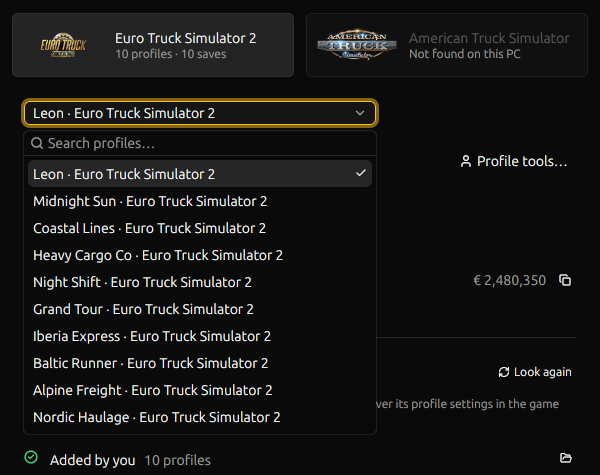 EURO TRUCK
Euro Truck Simulator 2
10 profiles · 10 saves
AMERICAN
TRUCK
Simulator
American Truck Simulator
Not found on this PC
Leon · Euro Truck Simulator 2
Search profiles…
Leon · Euro Truck Simulator 2
Profile tools…
Midnight Sun · Euro Truck Simulator 2
Coastal Lines · Euro Truck Simulator 2
Heavy Cargo Co · Euro Truck Simulator 2
Night Shift · Euro Truck Simulator 2
€ 2,480,350
Grand Tour · Euro Truck Simulator 2
Iberia Express · Euro Truck Simulator 2
Baltic Runner · Euro Truck Simulator 2
Look again
Alpine Freight · Euro Truck Simulator 2
ver its profile settings in the game
Nordic Haulage · Euro Truck Simulator 2
Added by you 10 profiles